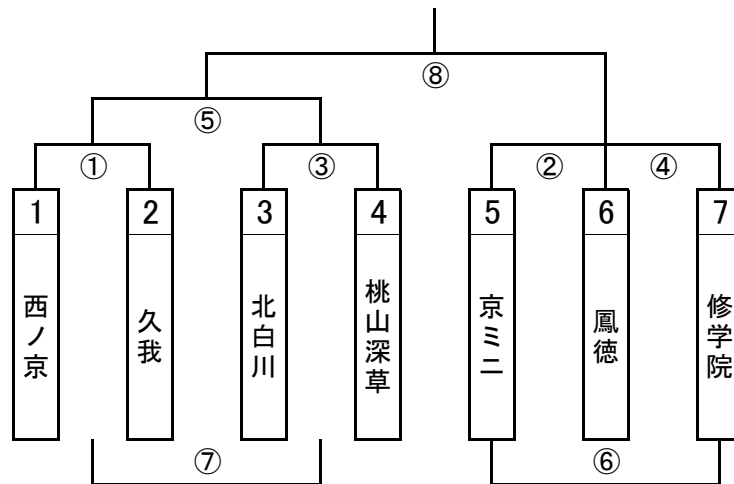 ⑧
⑤
① ③ ② ④
1 2 3 4 5 6 7
西ノ京
久我
北白川
桃山深草
京ミニ
鳳徳
修学院
⑦ ⑥